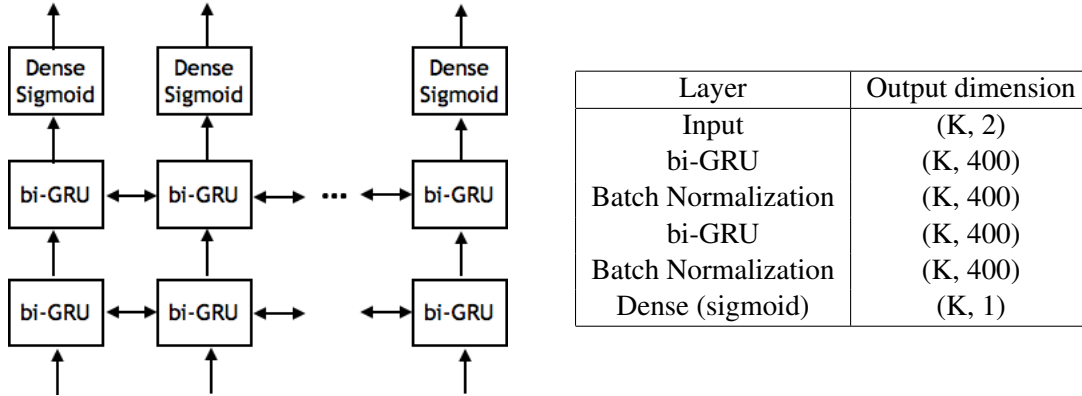 Dense
Sigmoid
Dense
Sigmoid
Dense
Sigmoid
bi-GRU
bi-GRU
...
bi-GRU
bi-GRU
bi-GRU
bi-GRU
Layer Output dimension
Input (K, 2)
bi-GRU (K, 400)
Batch Normalization (K, 400)
bi-GRU (K, 400)
Batch Normalization (K, 400)
Dense (sigmoid) (K, 1)